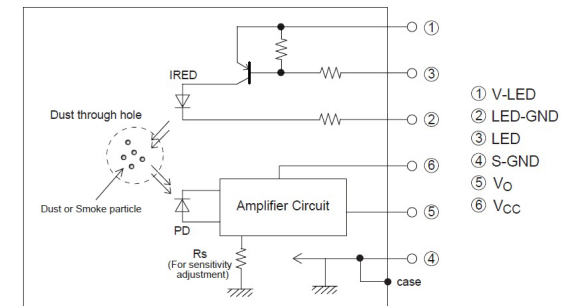 ①
IRED
③
① V-LED
Dust through hole
②
② LED-GND
③ LED
⑥
④ S-GND
⑤ VO
Amplifier Circuit
⑤
⑥ VCC
Dust or Smoke particle
PD
Rs
(For sensitivity
adjustment)
④
case